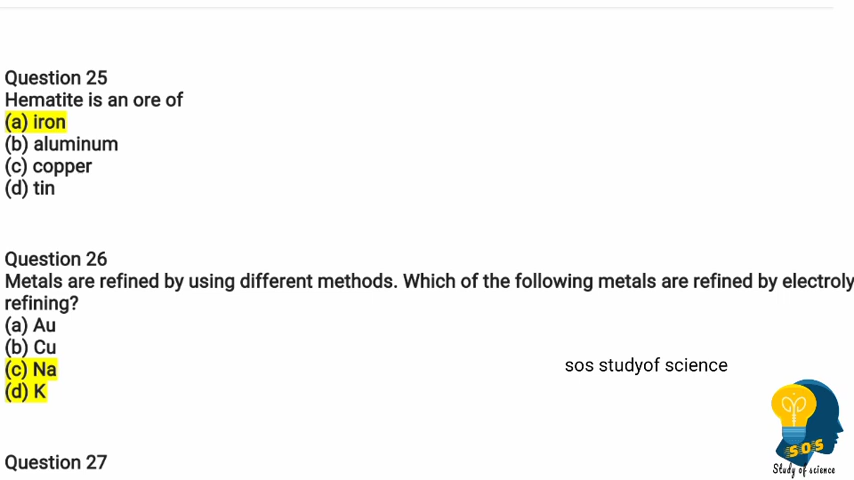 Question 25
Hematite is an ore of
(a) iron
(b) aluminum
(c) copper
(d) tin
Question 26
Metals are refined by using different methods. Which of the following metals are refined by electroly
refining?
(a) Au
(b) Cu
(c) Na
(d) K
sos studyof science
SOS
Study of science
Question 27